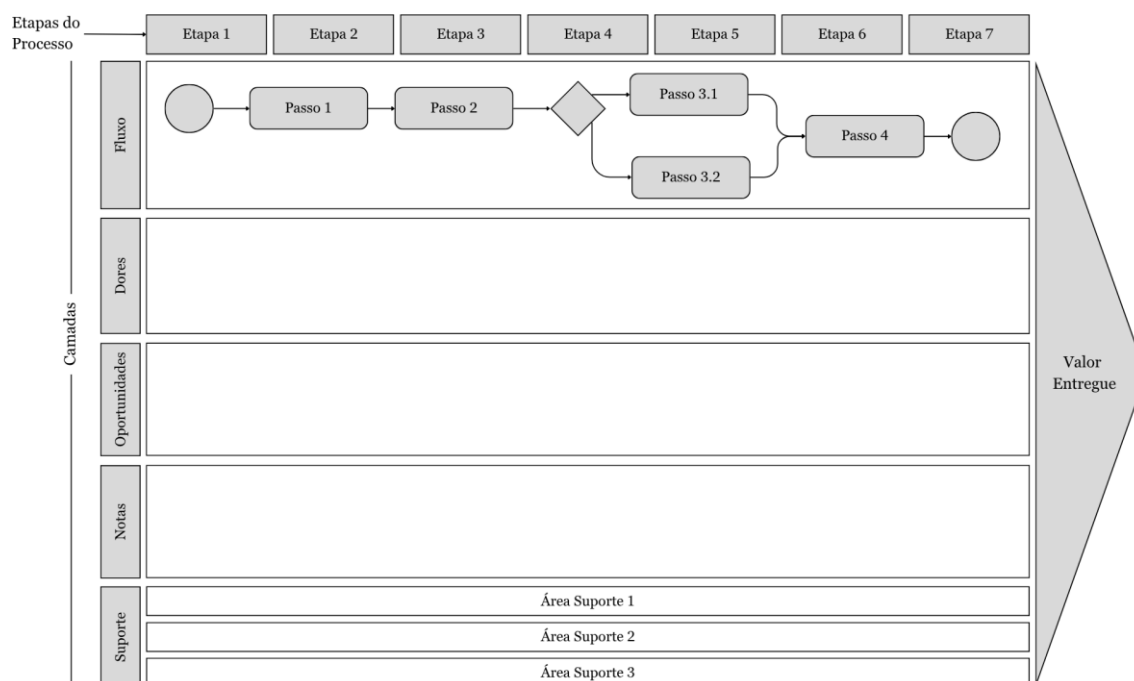 Etapas do
Processo
Etapa 1
Etapa 2
Etapa 3
Etapa 4
Etapa 5
Etapa 6
Etapa 7
Camadas
Fluxo
Passo 1
Passo 2
Passo 3.1
Passo 3.2
Passo 4
Dores
Oportunidades
Notas
Suporte
Área Suporte 1
Área Suporte 2
Área Suporte 3
Valor
Entregue